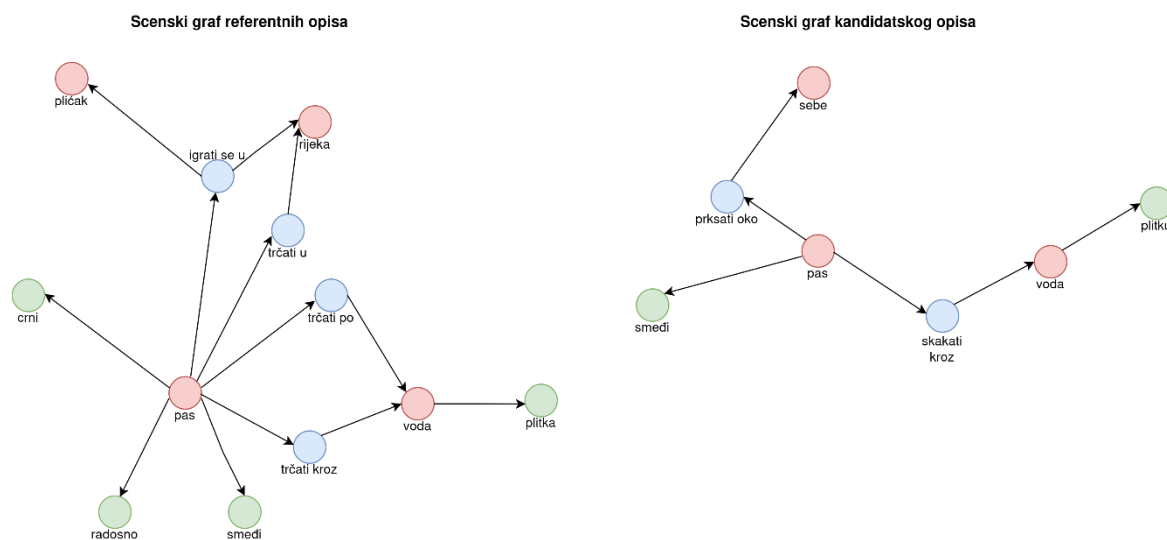 Scenski graf referentnih opisa
plićak
rijeka
igrati se u
trčati u
crni
trčati po
pas
voda
plitka
trčati kroz
radosno
smeđi
Scenski graf kandidatskog opisa
sebe
prksati oko
plitku
pas
voda
smeđi
skakati
kroz